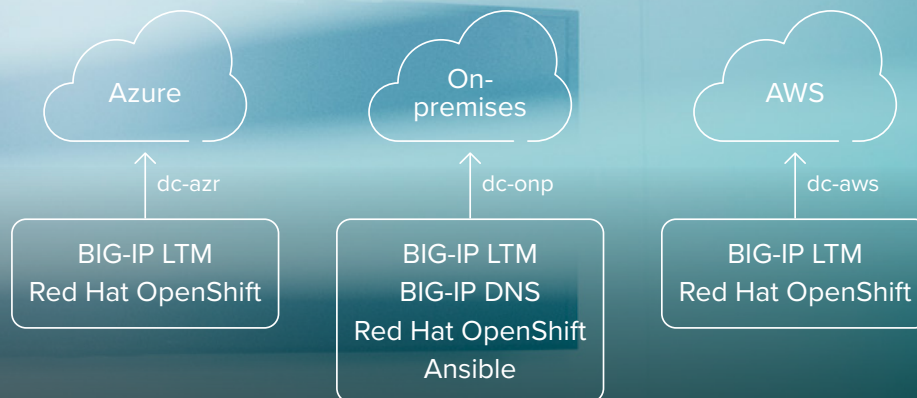 Azure
On-
premises
AWS
dc-azr
dc-onp
dc-aws
BIG-IP LTM
Red Hat OpenShift
BIG-IP LTM
BIG-IP DNS
Red Hat OpenShift
Ansible
BIG-IP LTM
Red Hat OpenShift